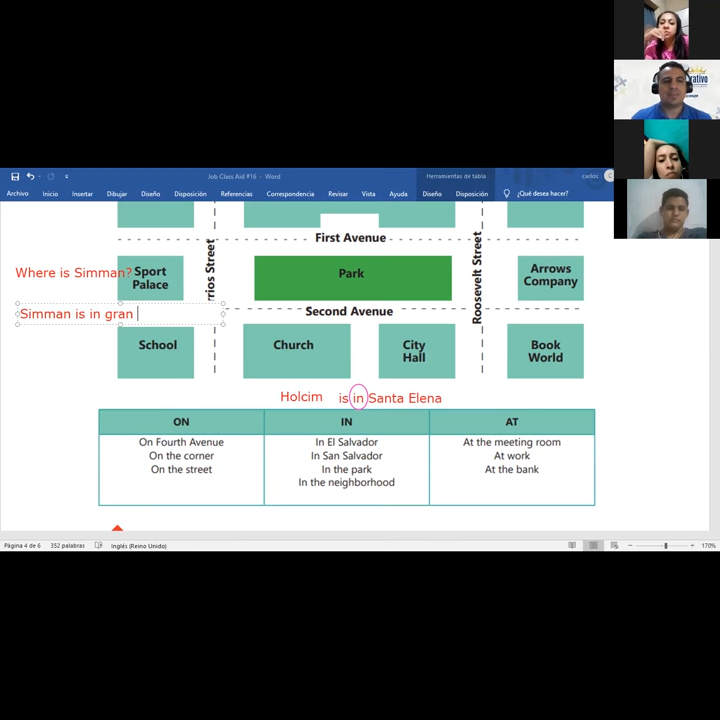 rativo
Job Class Aid #16 - Word
Herramientas de tabla
carlos
Archivo Inicio Insertar Dibujar Diseño Disposición Referencias Correspondencia Revisar Vista Ayuda Diseño Disposición ¿Qué desea hacer?
First Avenue
rrios Street
Roosevelt Street
Where is Simman?
Sport
Palace
Park
Arrows
Company
Simman is in gran
Second Avenue
School
Church
City
Hall
Book
World
Holcim is in Santa Elena
ON IN AT
On Fourth Avenue In El Salvador At the meeting room
On the corner In San Salvador At work
On the street In the park At the bank
In the neighborhood
Página 4 de 6 352 palabras Inglés (Reino Unido) 170%